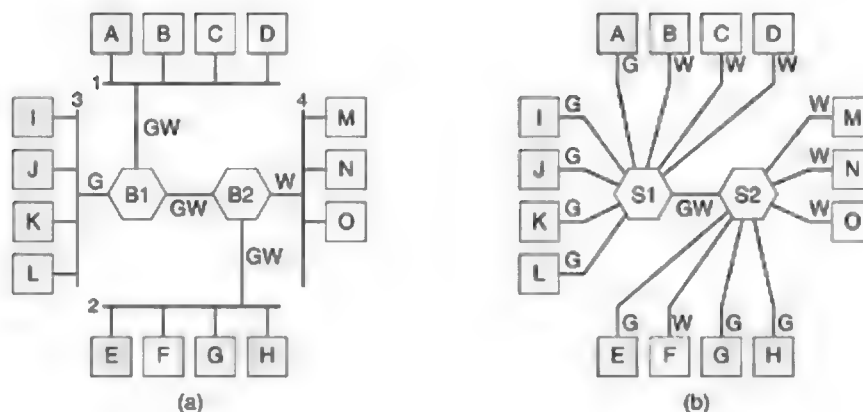 A B C D
1
3
4
I
GW
M
J
G B1 B2 W
N
K
GW
O
L
GW
2
E F G H
(a)
A B C D
G W W W
I G
W M
J G
S1 S2
W N
K G
GW
W O
L G
G W G G
E F G H
(b)